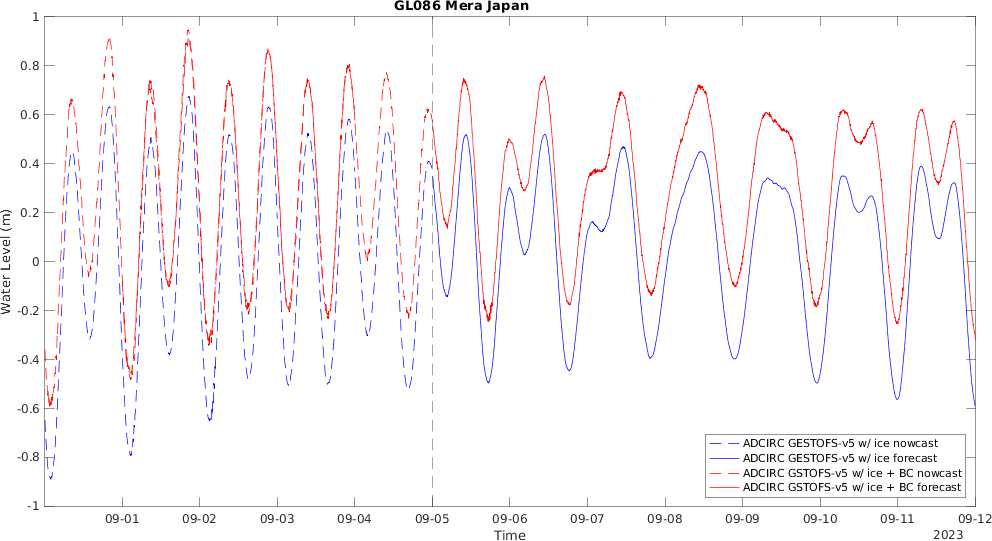 GL086 Mera Japan
1
0.8
0.6
0.4
0.2
0
-0.2
-0.4
-0.6
-0.8
-1
Water Level (m)
09-01 09-02 09-03 09-04 09-05 09-06 09-07 09-08 09-09 09-10 09-11 09-12
Time
2023
ADCIRC GESTOFS-v5 w/ ice nowcast
ADCIRC GESTOFS-v5 w/ ice forecast
ADCIRC GSTOFS-v5 w/ ice + BC nowcast
ADCIRC GSTOFS-v5 w/ ice + BC forecast